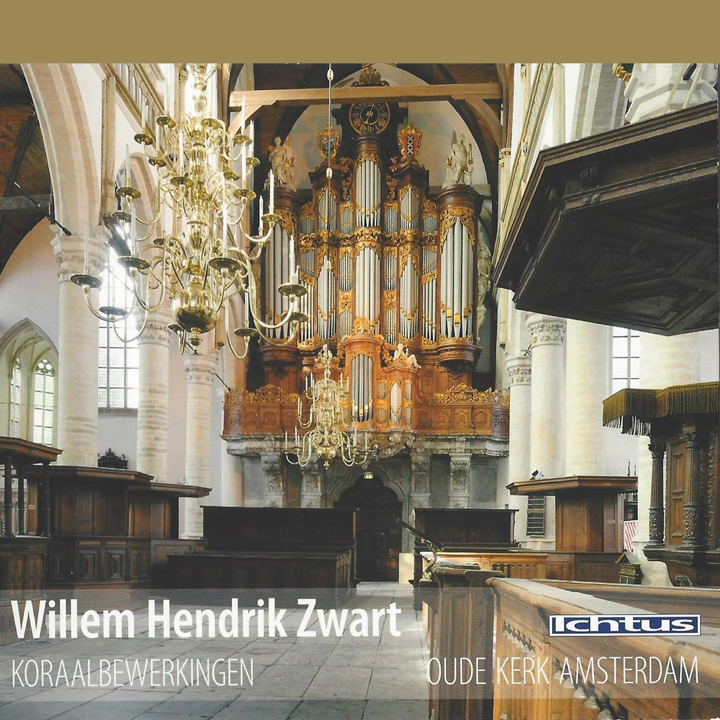 Willem Hendrik Zwart
Ichtus
KORAALBEWERKINGEN
OUDE KERK AMSTERDAM